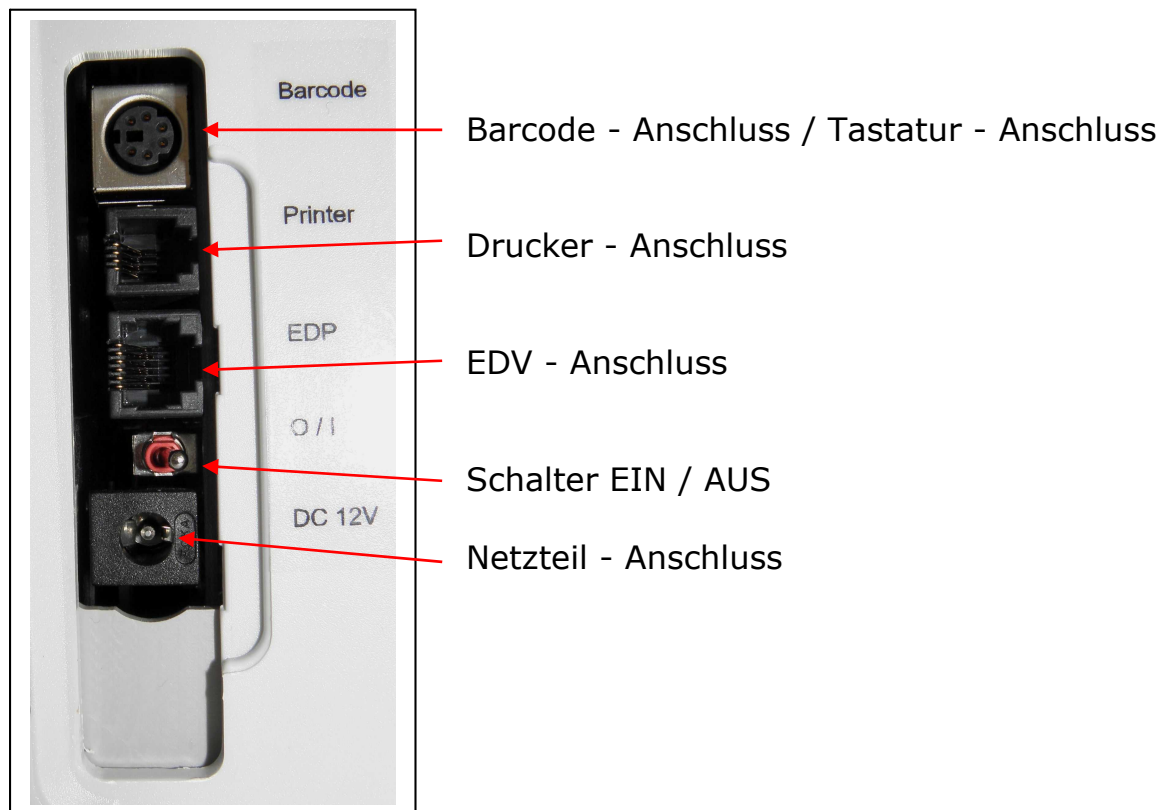 Barcode
Barcode - Anschluss / Tastatur - Anschluss
Printer
Drucker - Anschluss
EDP
EDV - Anschluss
O / I
Schalter EIN / AUS
DC 12V
Netzteil - Anschluss